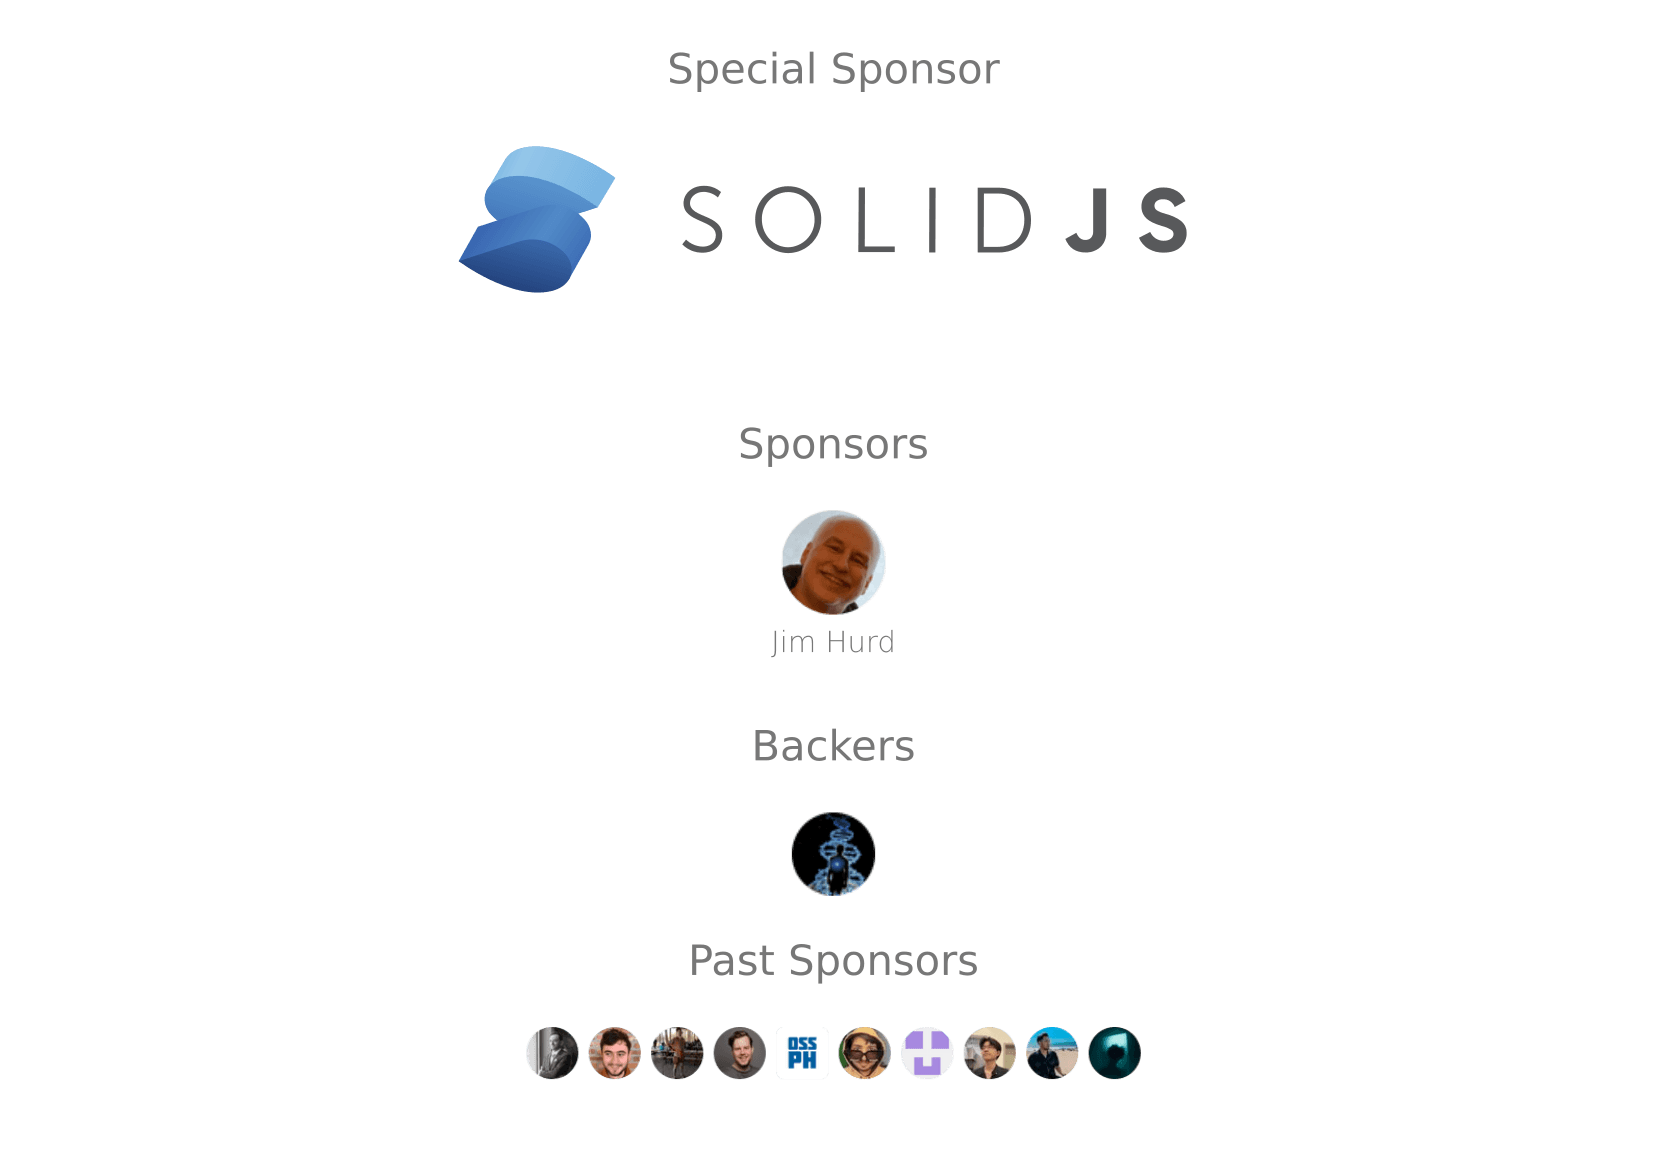 Special Sponsor
SOLIDJS
Sponsors
Jim Hurd
Backers
Past Sponsors
OSS
PH